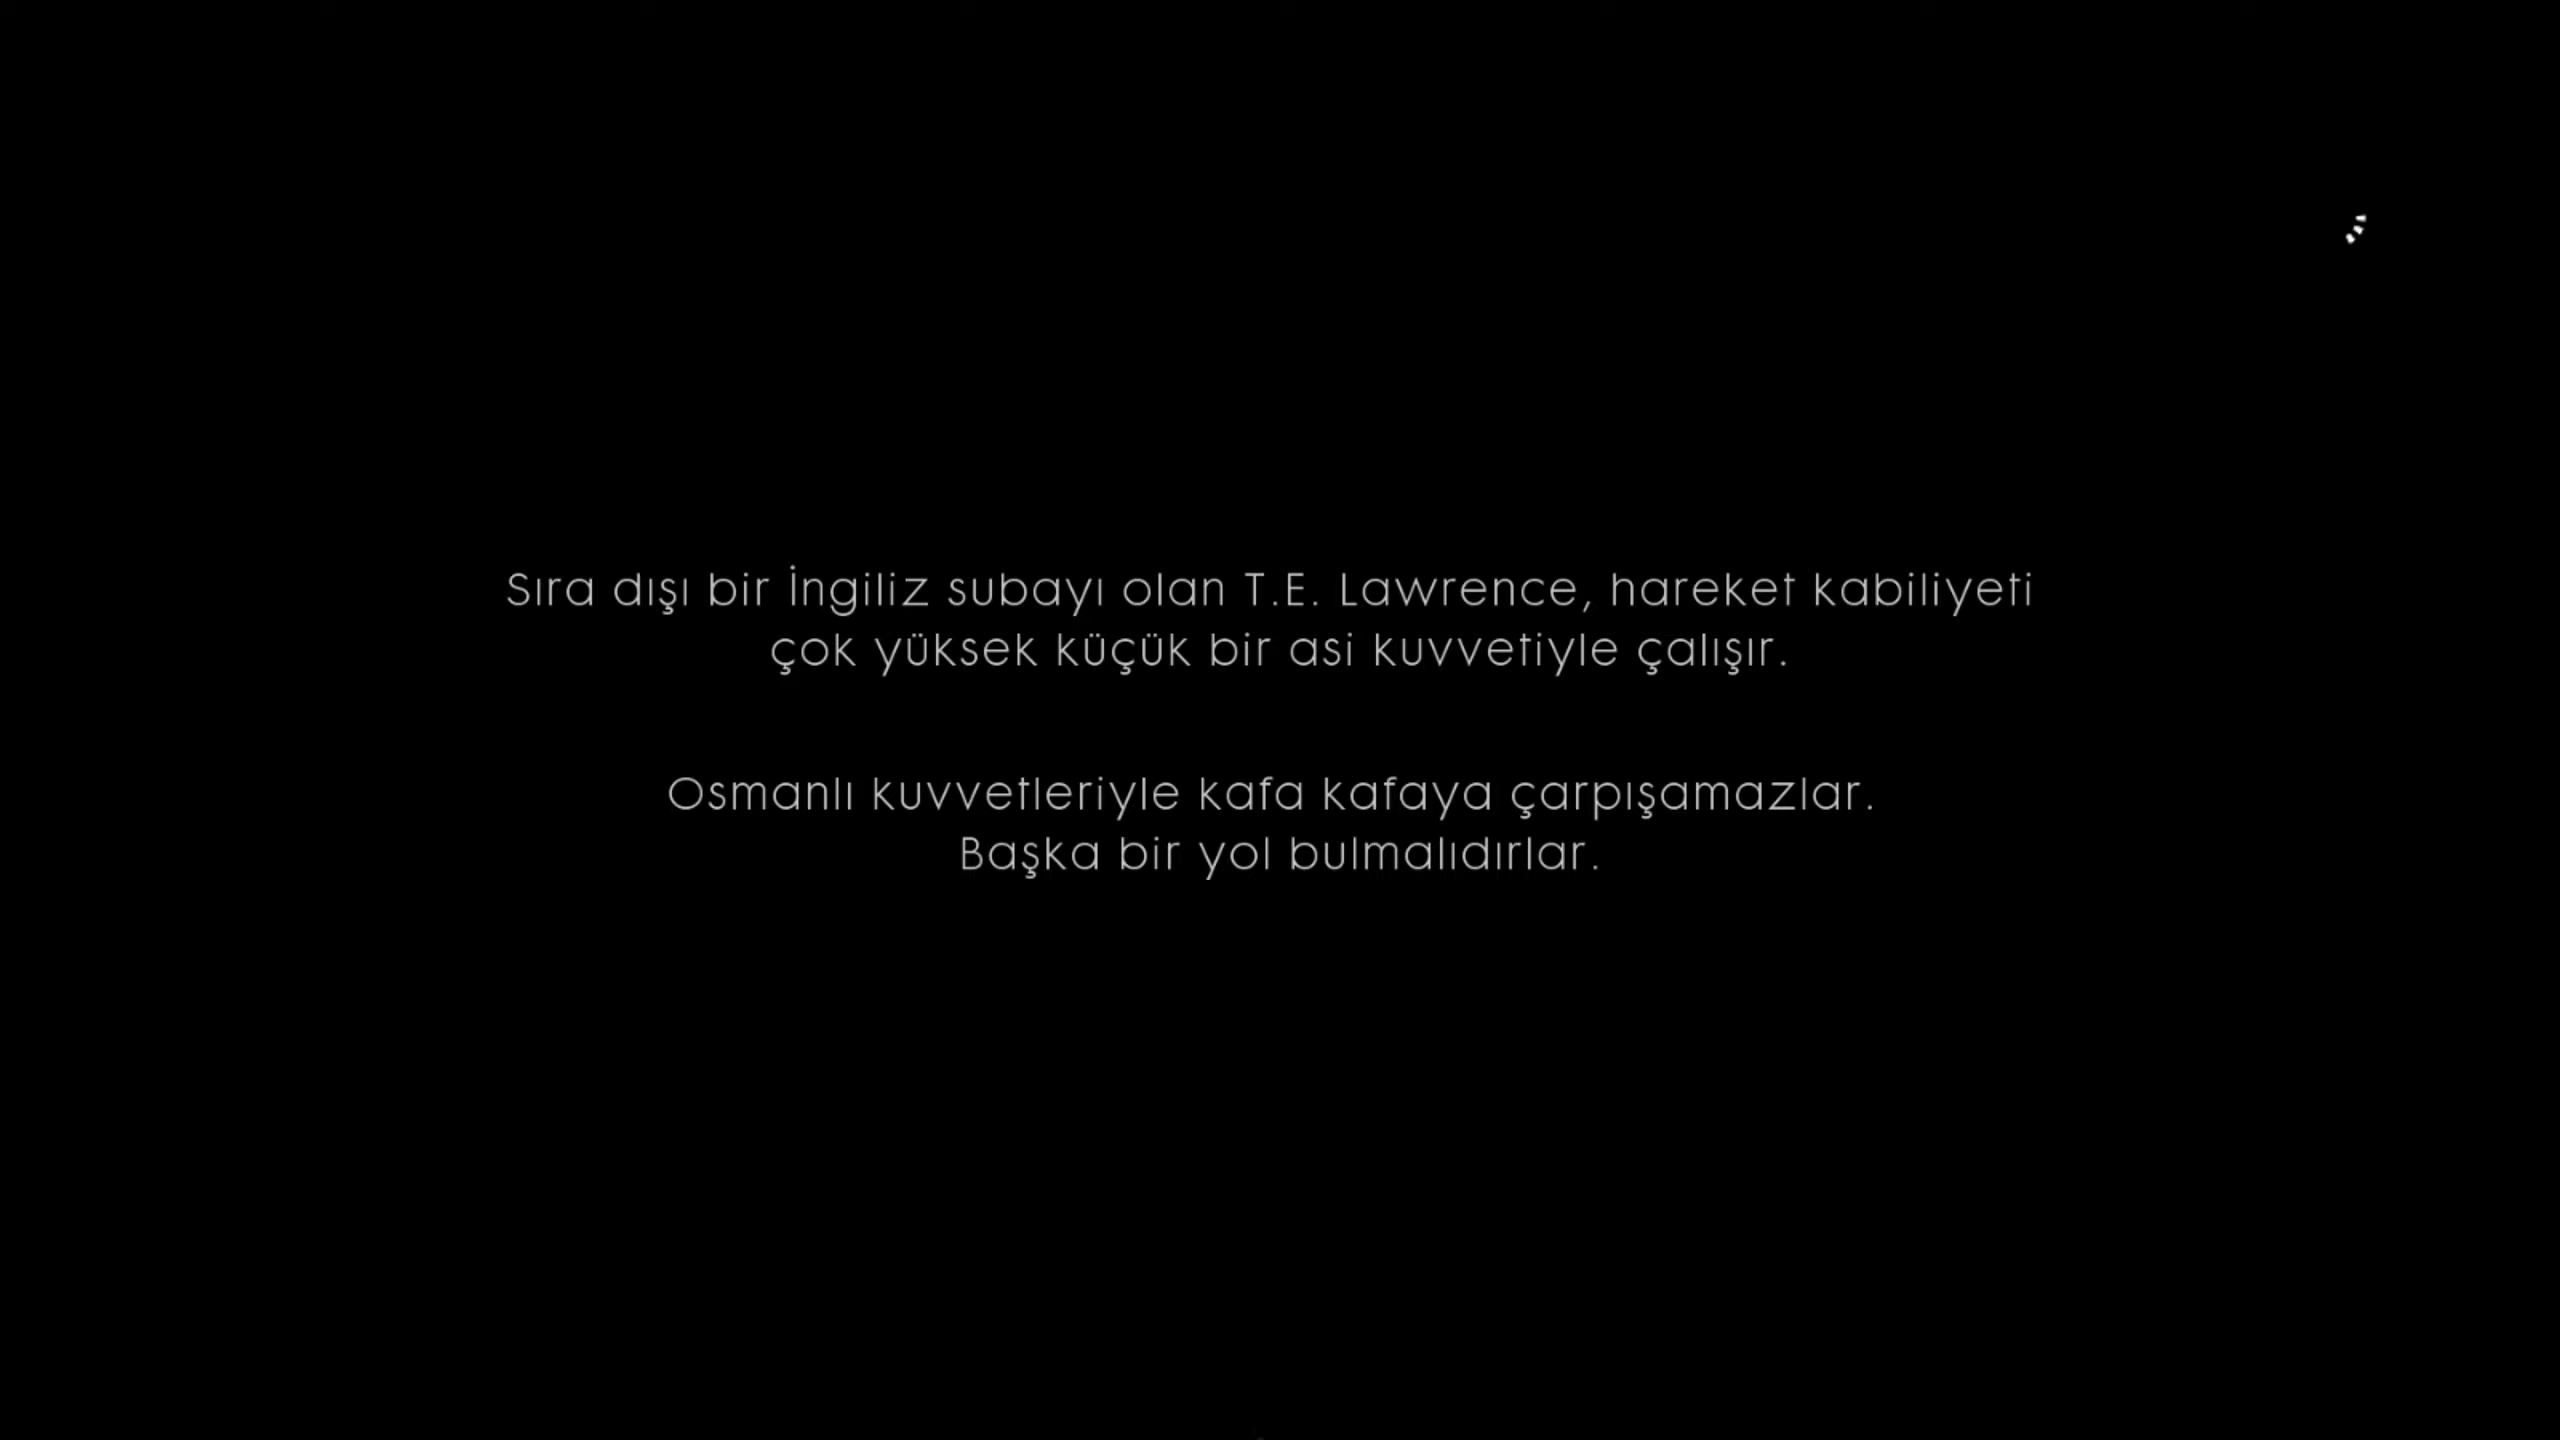 Sıra dışı bir İngiliz subayı olan T.E. Lawrence, hareket kabiliyeti
çok yüksek küçük bir asi kuvvetiyle çalışır.
Osmanlı kuvvetleriyle kafa kafaya çarpışamazlar.
Başka bir yol bulmalıdırlar.